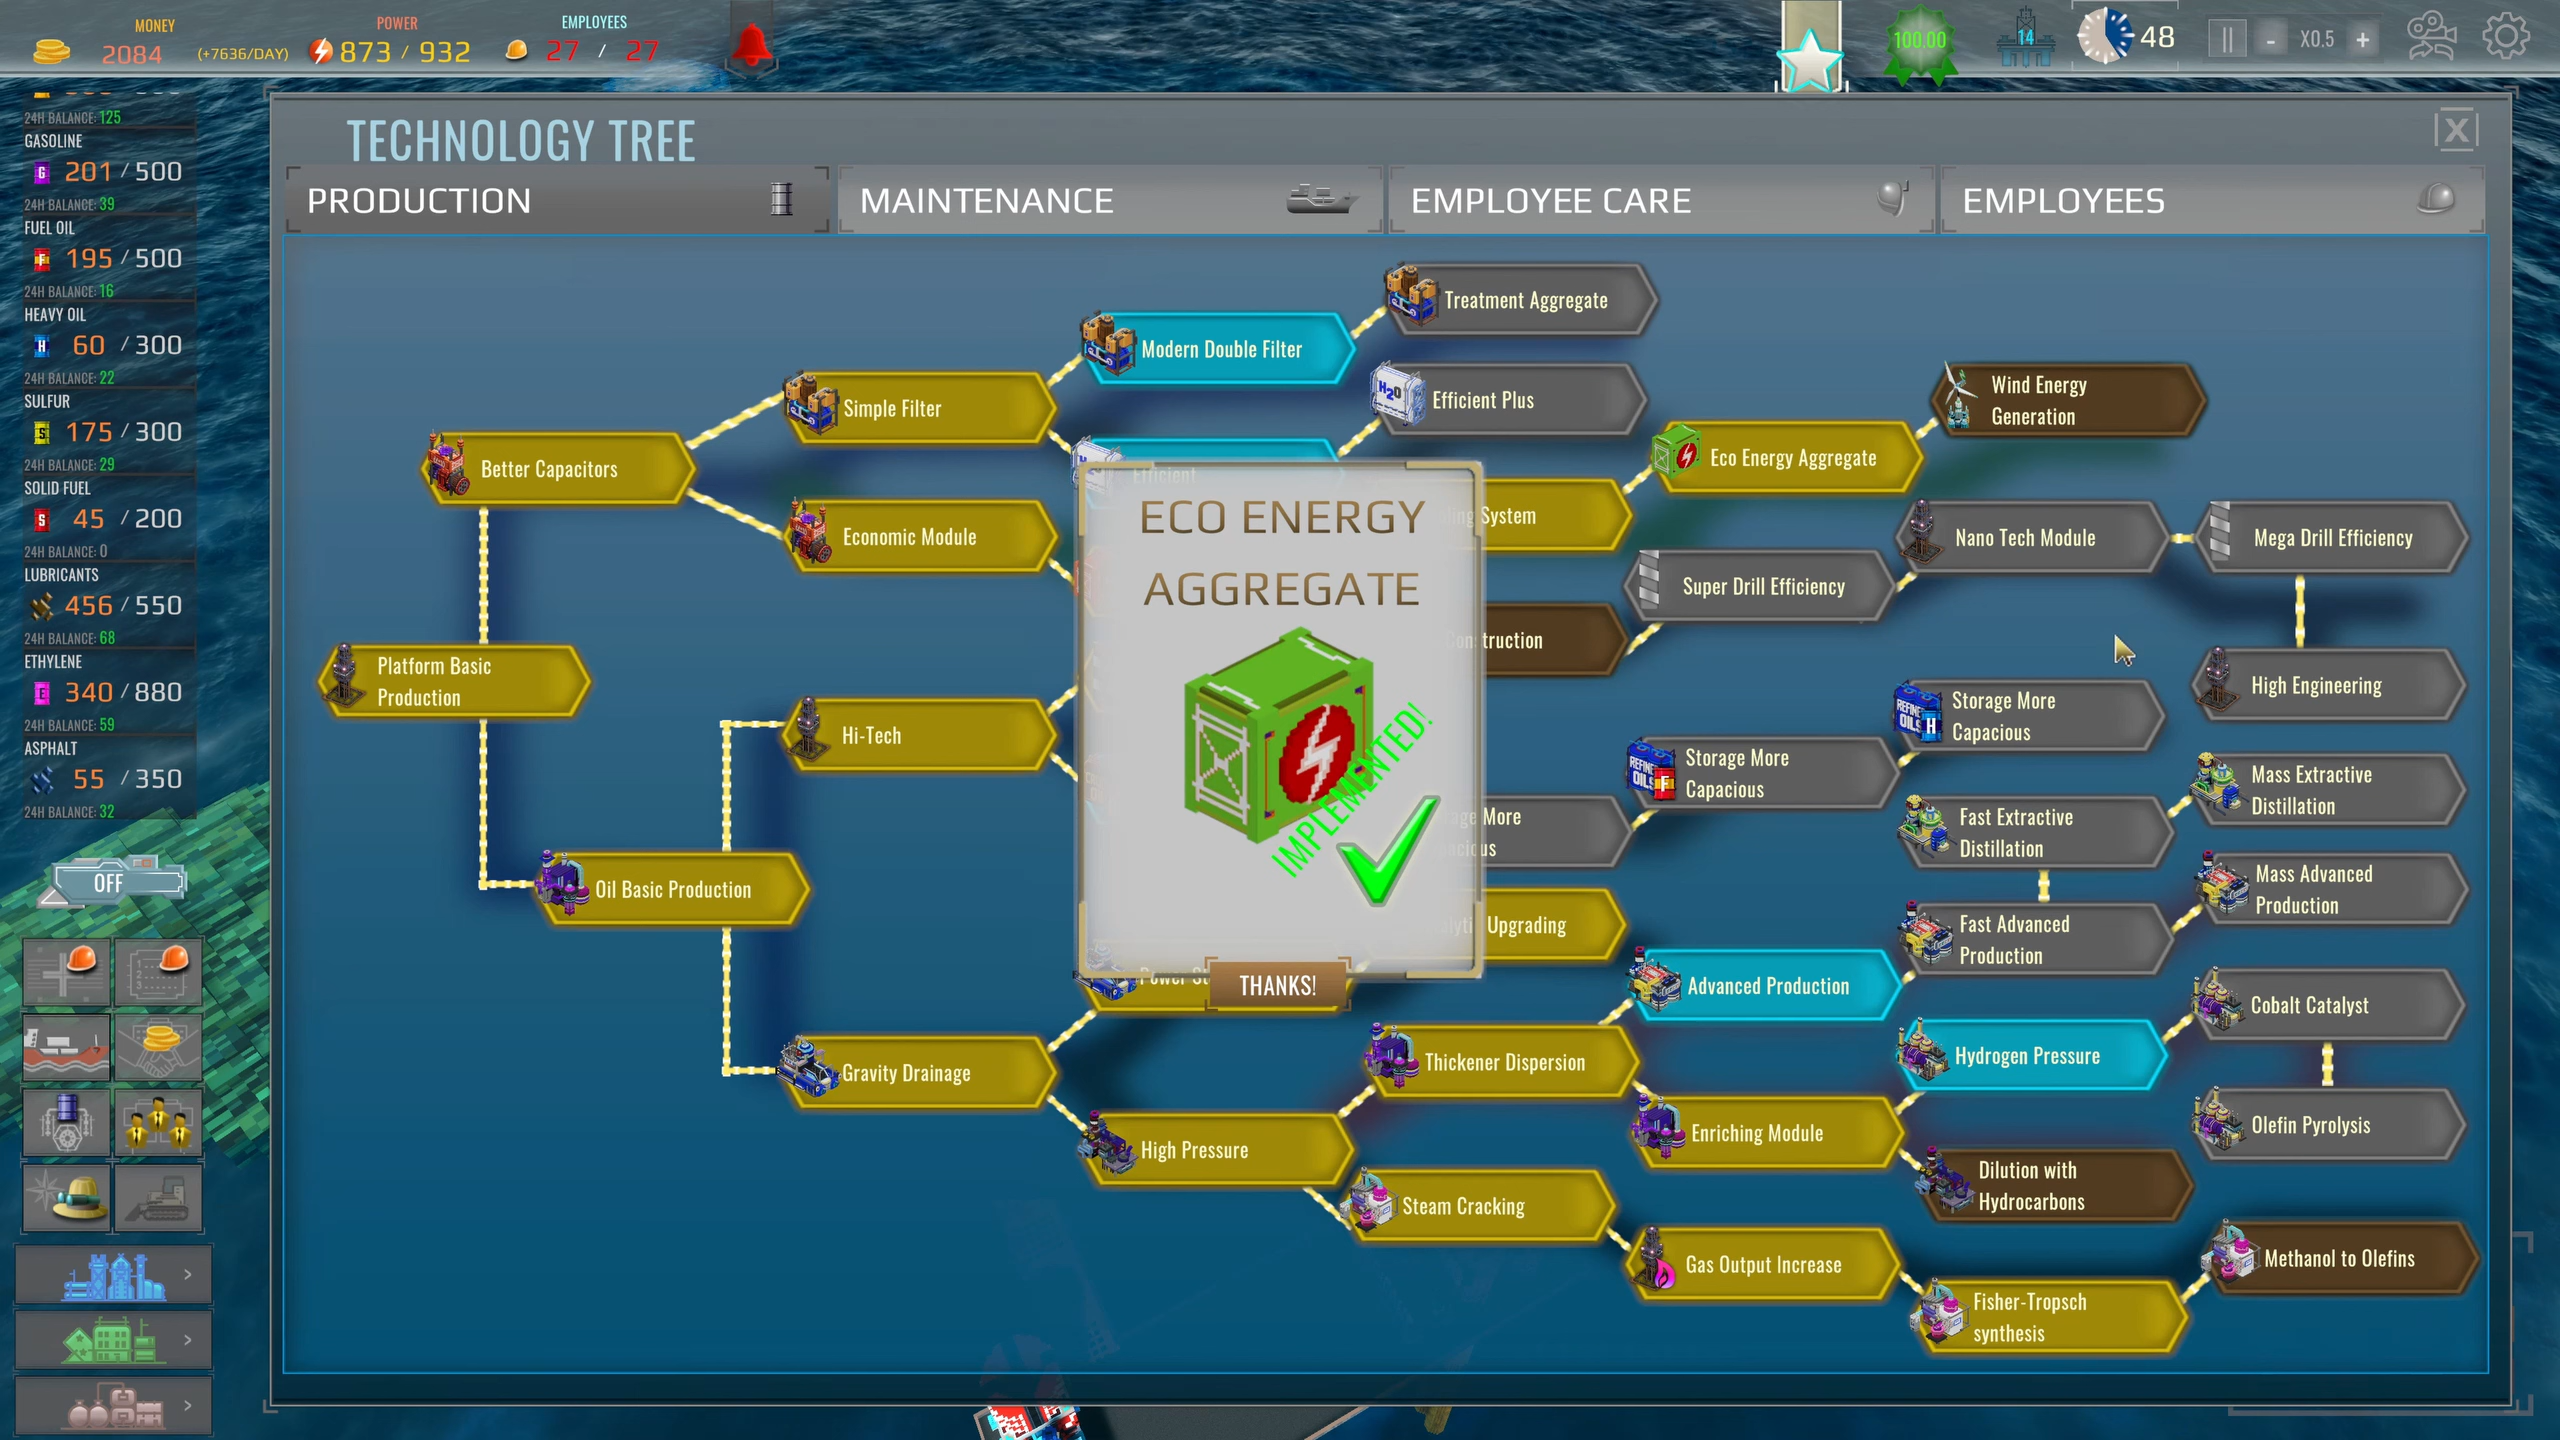 MONEY
2084
(+7636/DAY)
POWER
873 / 932
EMPLOYEES
27 / 27
100.00
14
48
X0.5
24H BALANCE: 125
GASOLINE
G
201 / 500
24H BALANCE: 39
FUEL OIL
F
195 / 500
24H BALANCE: 16
HEAVY OIL
H
60 / 300
24H BALANCE: 22
SULFUR
S
175 / 300
24H BALANCE: 29
SOLID FUEL
S
45 / 200
24H BALANCE: 0
LUBRICANTS
456 / 550
24H BALANCE: 68
ETHYLENE
E
340 / 880
24H BALANCE: 59
ASPHALT
55 / 350
24H BALANCE: 32
OFF
TECHNOLOGY TREE
X
PRODUCTION
MAINTENANCE
EMPLOYEE CARE
EMPLOYEES
Treatment Aggregate
Modern Double Filter
Simple Filter
H2O
Efficient Plus
Wind Energy
Generation
Better Capacitors
Efficient
Eco Energy Aggregate
System
Economic Module
Nano Tech Module
Mega Drill Efficiency
Super Drill Efficiency
Platform Basic
Production
High Engineering
Hi-Tech
Storage More
Capacious
Storage More
Capacious
More
Mass Extractive
Distillation
Fast Extractive
Distillation
Oil Basic Production
Upgrading
Mass Advanced
Production
Fast Advanced
Production
Advanced Production
Power
Cobalt Catalyst
Gravity Drainage
Thickener Dispersion
Hydrogen Pressure
High Pressure
Enriching Module
Olefin Pyrolysis
Steam Cracking
Dilution with
Hydrocarbons
Gas Output Increase
Methanol to Olefins
Fisher-Tropsch
synthesis
ECO ENERGY
AGGREGATE
IMPLEMENTED!
THANKS!